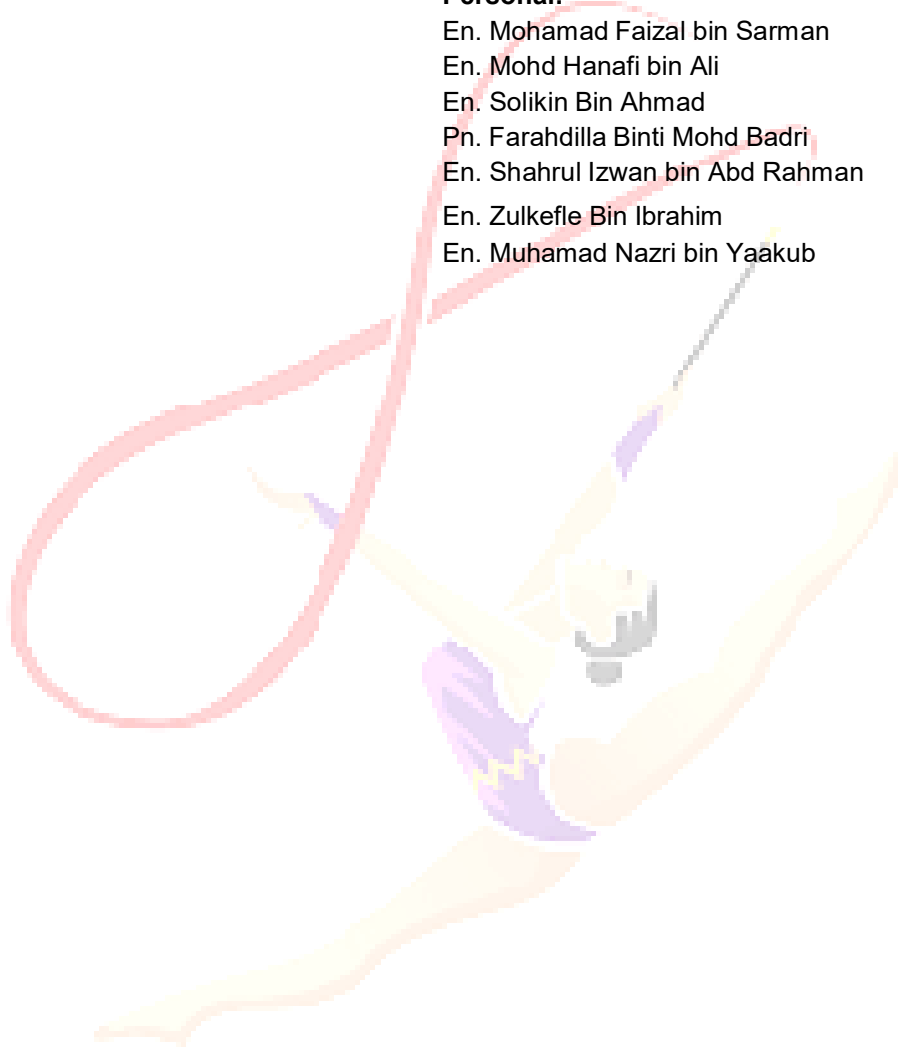 Personal:
En. Mohamad Faizal bin Sarman
En. Mohd Hanafi bin Ali
En. Solikin Bin Ahmad
Pn. Farahdilla Binti Mohd Badri
En. Shahrul Izwan bin Abd Rahman
En. Zulkefle Bin Ibrahim
En. Muhamad Nazri bin Yaakub